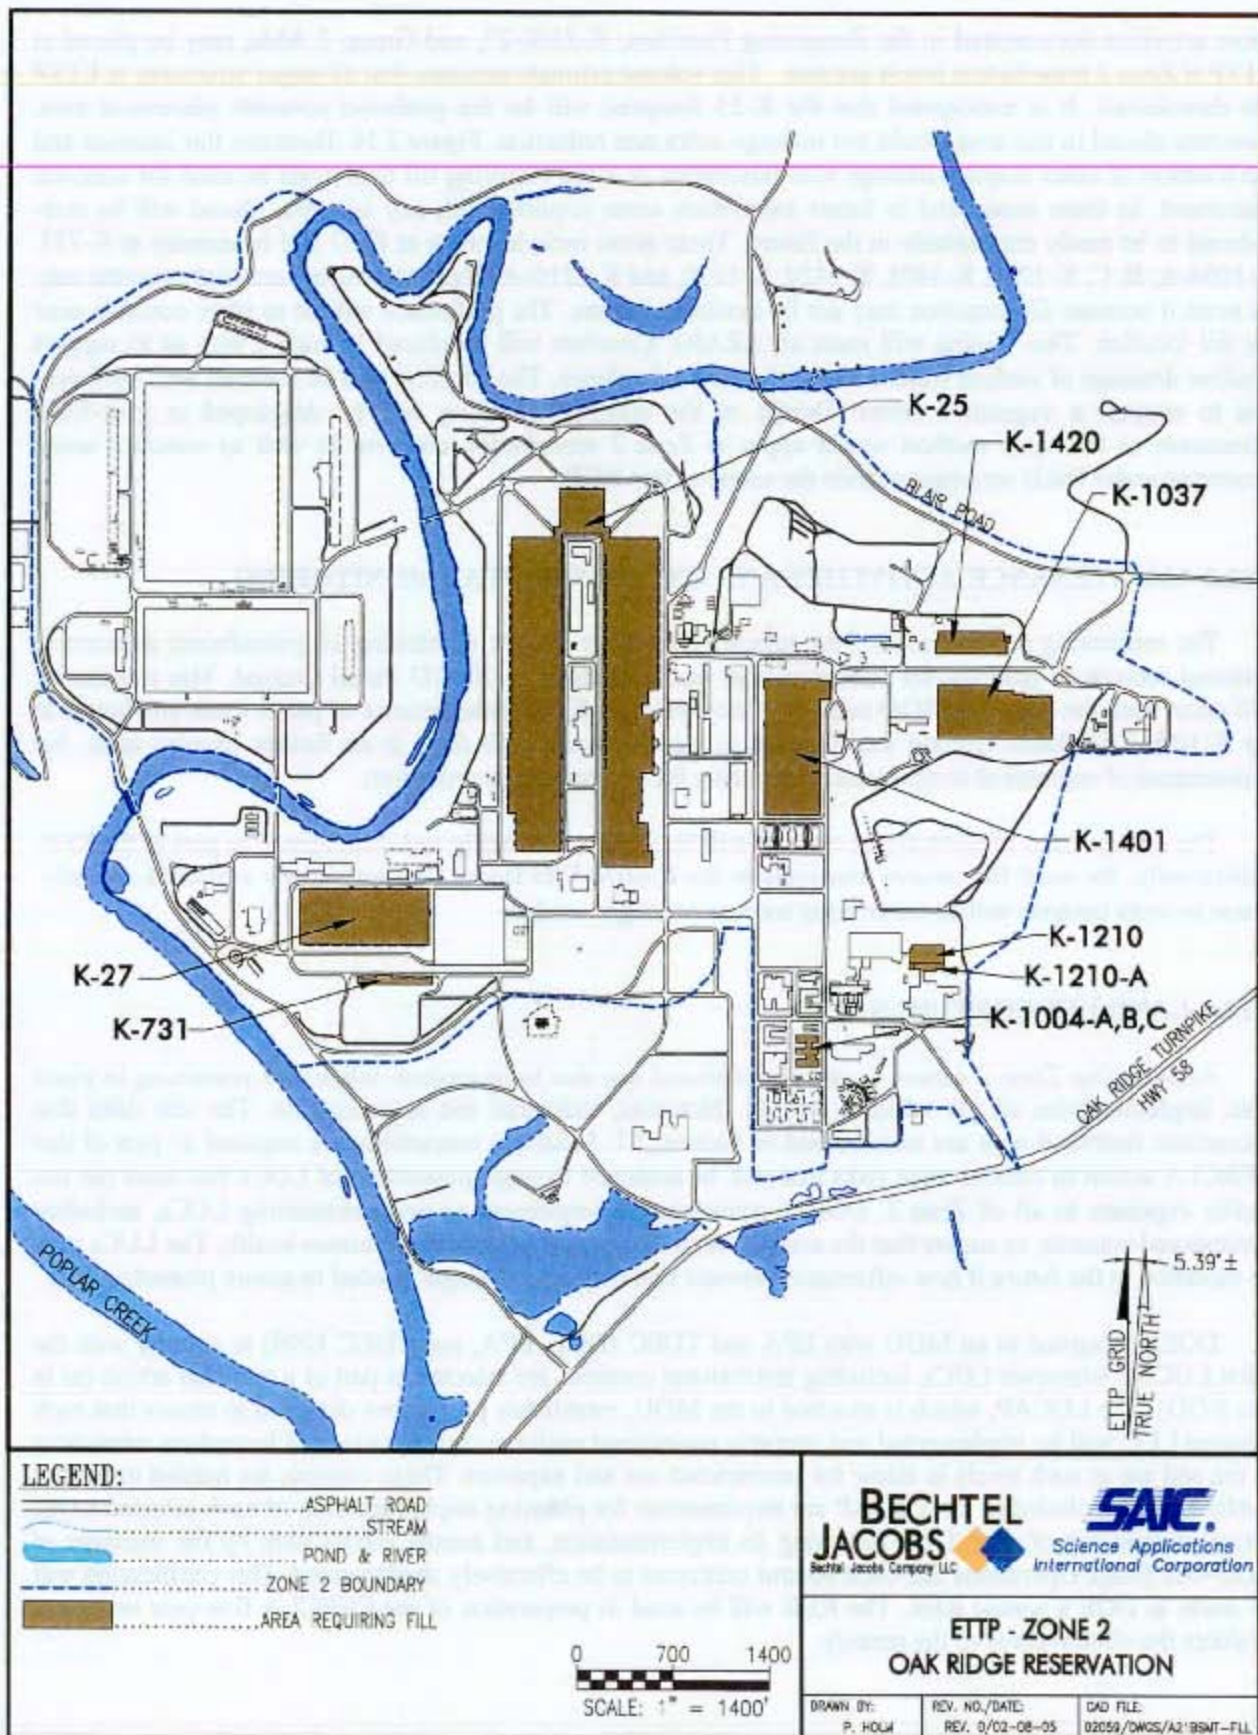 K-25
K-1420
K-1037
BLAIR ROAD
K-1401
K-1210
K-27
K-1210-A
K-731
K-1004-A,B,C
OAK RIDGE TURNPIKE
HWY 58
POPLAR CREEK
5.39'±
ETTP GRID
TRUE NORTH
LEGEND:
ASPHALT ROAD
STREAM
POND & RIVER
ZONE 2 BOUNDARY
AREA REQUIRING FILL
0 700 1400
SCALE: 1" = 1400'
BECHTEL
JACOBS
Bechtel Jacobs Company LLC
SAIC
Science Applications
International Corporation
ETTP - ZONE 2
OAK RIDGE RESERVATION
DRAWN BY:
P. HOLM
REV. NO./DATE:
REV. 0/02-08-05
CAD FILE: